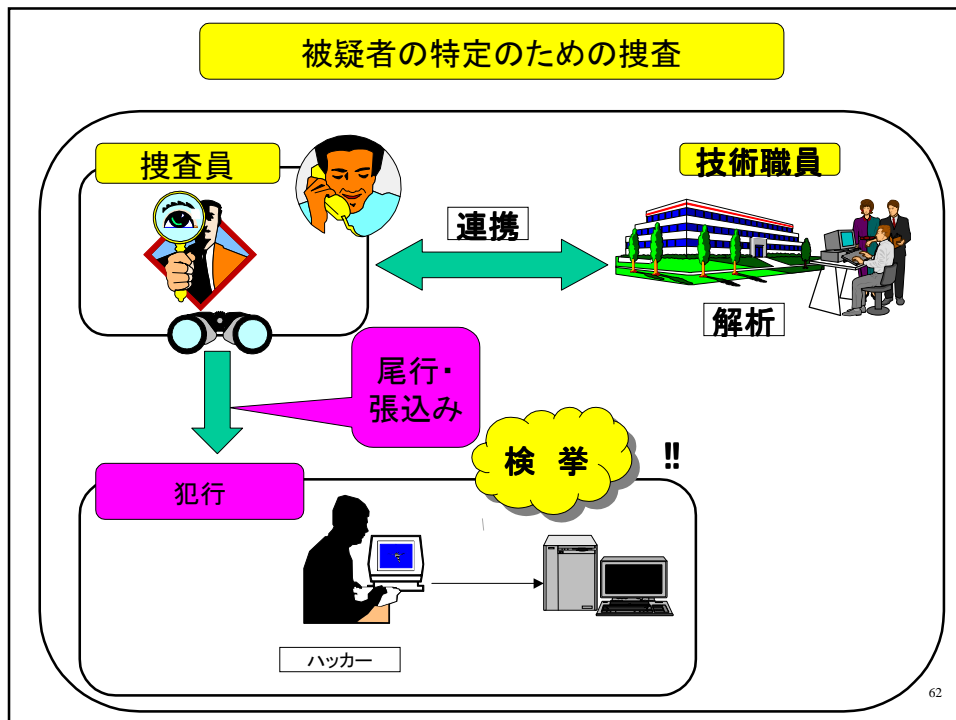 被疑者の特定のための捜査
捜査員
技術職員
連携
解析
尾行・
張込み
検 挙
!!
犯行
ハッカー
62